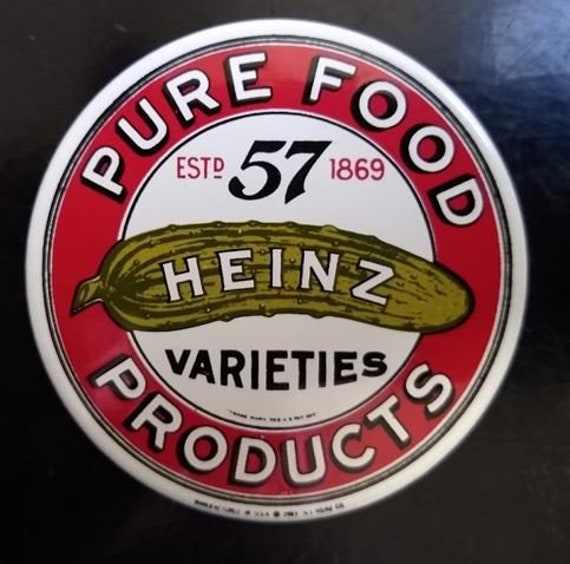 PURE FOOD
ESTD 57 1869
HEINZ
VARIETIES
PRODUCTS